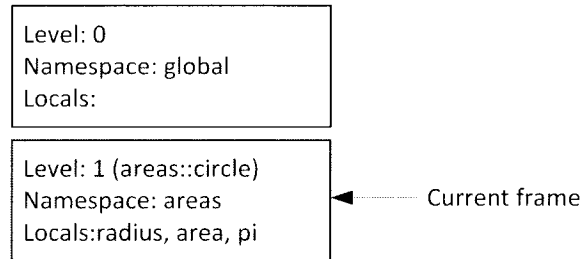 Level: 0
Namespace: global
Locals:
Level: 1 (areas::circle)
Namespace: areas
Locals:radius, area, pi
Current frame